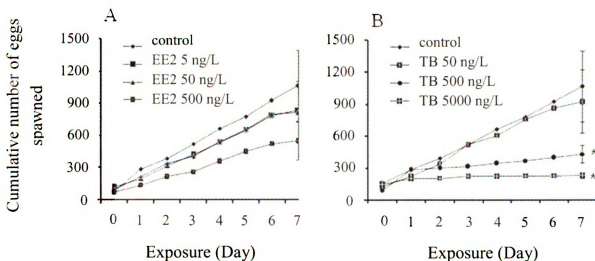 A
control
EE2 5 ng/L
EE2 50 ng/L
EE2 500 ng/L
Cumulative number of eggs
spawned
1500
1200
900
600
300
0
0 1 2 3 4 5 6 7
Exposure (Day)
B
control
TB 50 ng/L
TB 500 ng/L
TB 5000 ng/L
1500
1200
900
600
300
0
*
*
0 1 2 3 4 5 6 7
Exposure (Day)